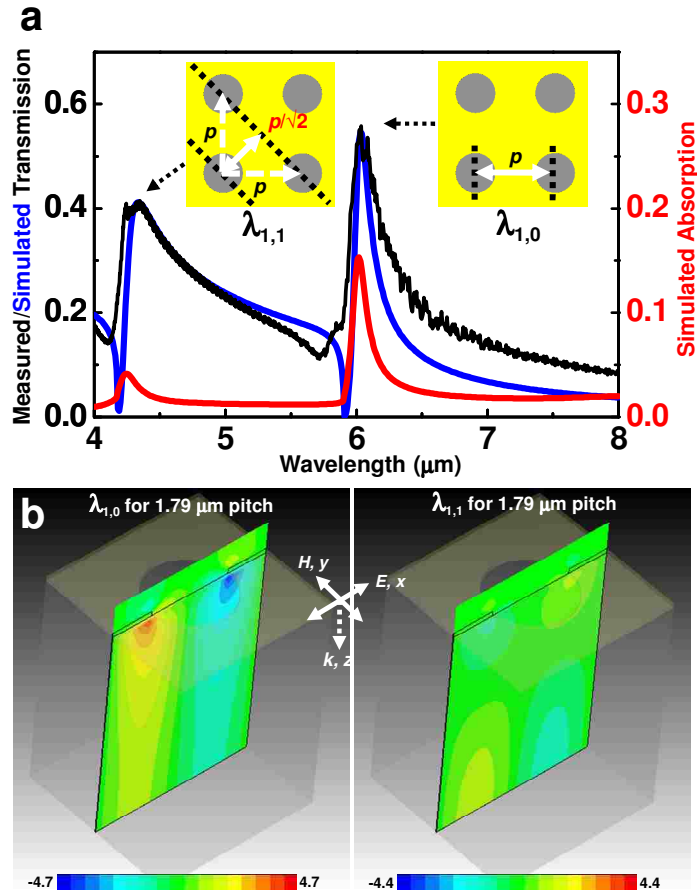 a
Measured/Simulated Transmission
0.6
0.4
0.2
0.0
p
p/√2
p
λ1,1
p
λ1,0
0.3
0.2
0.1
0.0
Simulated Absorption
4 5 6 7 8
Wavelength (μm)
b
λ1,0 for 1.79 μm pitch
λ1,1 for 1.79 μm pitch
H, y
E, x
k, z
-4.7 4.7
-4.4 4.4